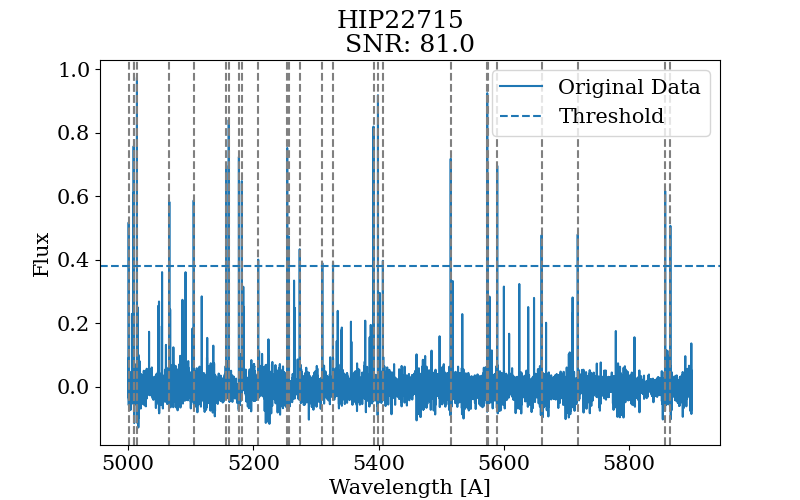 HIP22715
SNR: 81.0
Original Data
Threshold
1.0
0.8
0.6
0.4
0.2
0.0
Flux
5000 5200 5400 5600 5800
Wavelength [A]